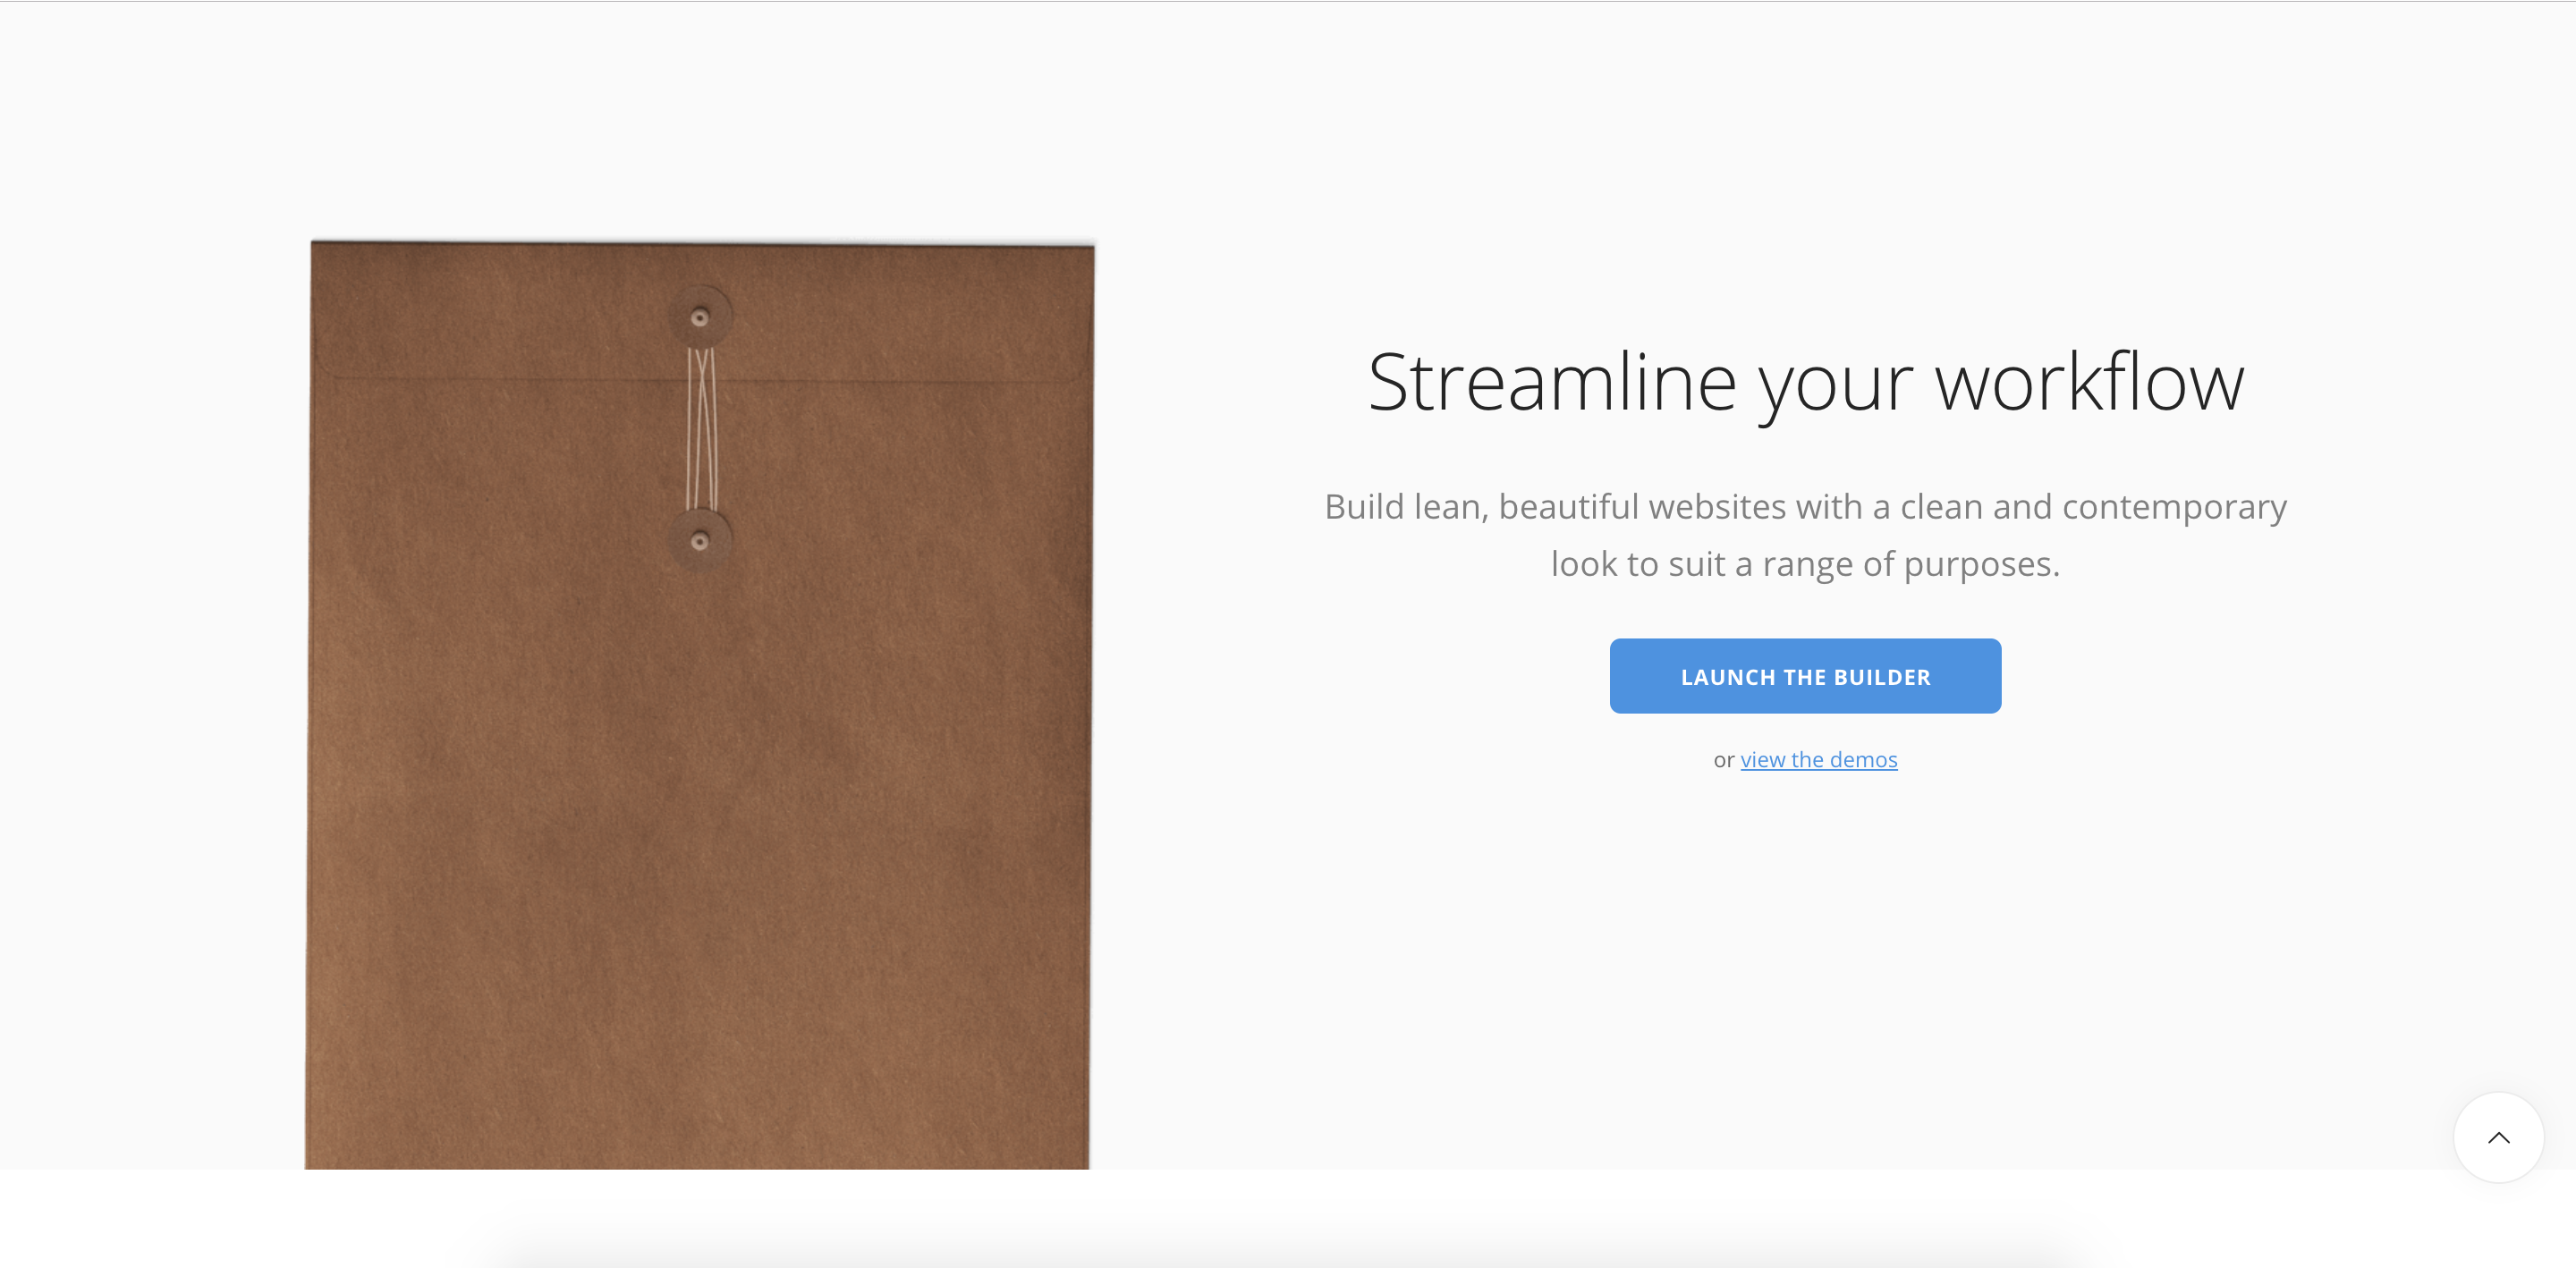 Streamline your workflow
Build lean, beautiful websites with a clean and contemporary
look to suit a range of purposes.
LAUNCH THE BUILDER
or view the demos